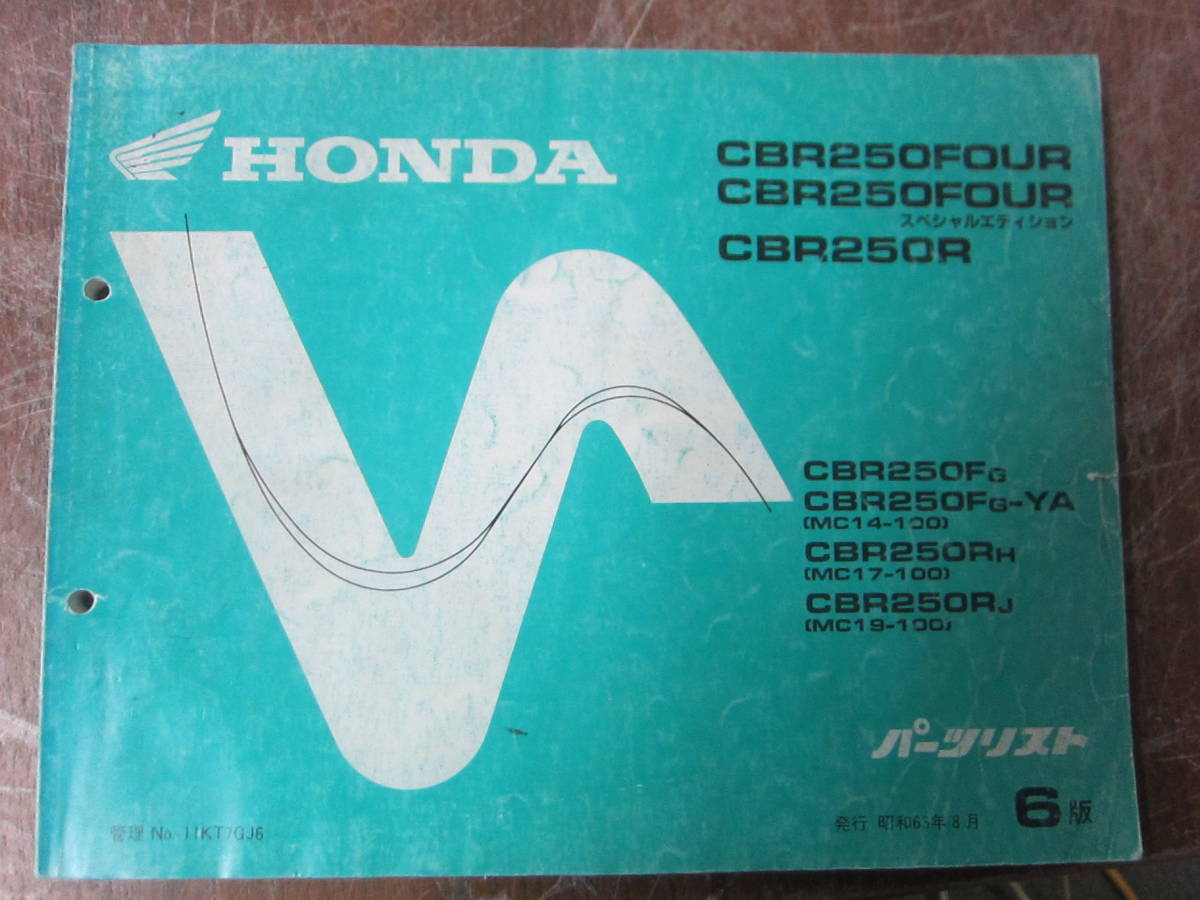 HONDA
CBR250FOUR
CBR250FOUR
スペシャルエディション
CBR250R
CBR250FG
CBR250FG-YA
(MC14-100)
CBR250RH
(MC17-100)
CBR250RJ
(MC19-100)
パーツリスト
管理 No. 11KT7GJ6
発行 昭和63年8月 6版